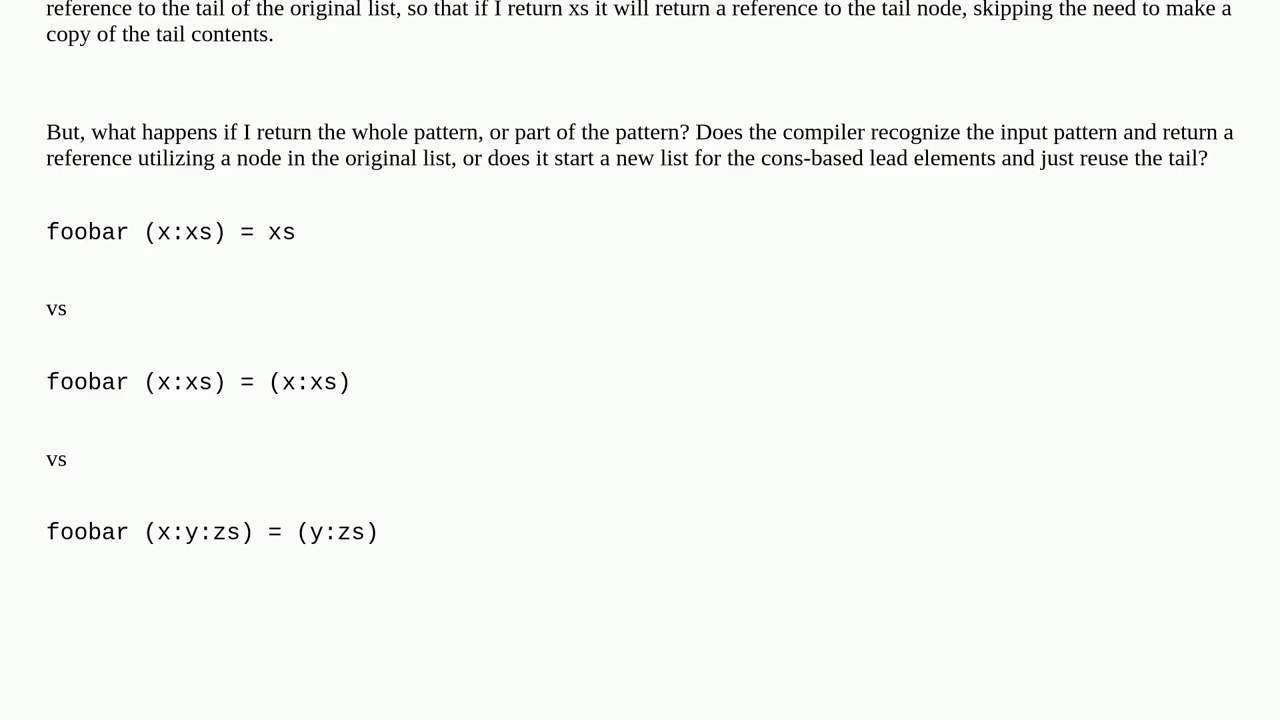 reference to the tail of the original list, so that if I return xs it will return a reference to the tail node, skipping the need to make a
copy of the tail contents.
But, what happens if I return the whole pattern, or part of the pattern? Does the compiler recognize the input pattern and return a
reference utilizing a node in the original list, or does it start a new list for the cons-based lead elements and just reuse the tail?
foobar (x:xs) = xs
vs
foobar (x:xs) = (x:xs)
vs
foobar (x:y:zs) = (y:zs)